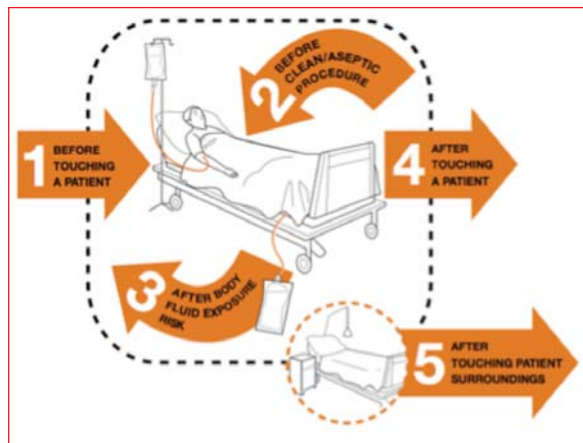 1
BEFORE
TOUCHING
A PATIENT
2
BEFORE
CLEAN/ASEPTIC
PROCEDURE
3
AFTER BODY
FLUID EXPOSURE
RISK
4
AFTER
TOUCHING
A PATIENT
5
AFTER
TOUCHING PATIENT
SURROUNDINGS